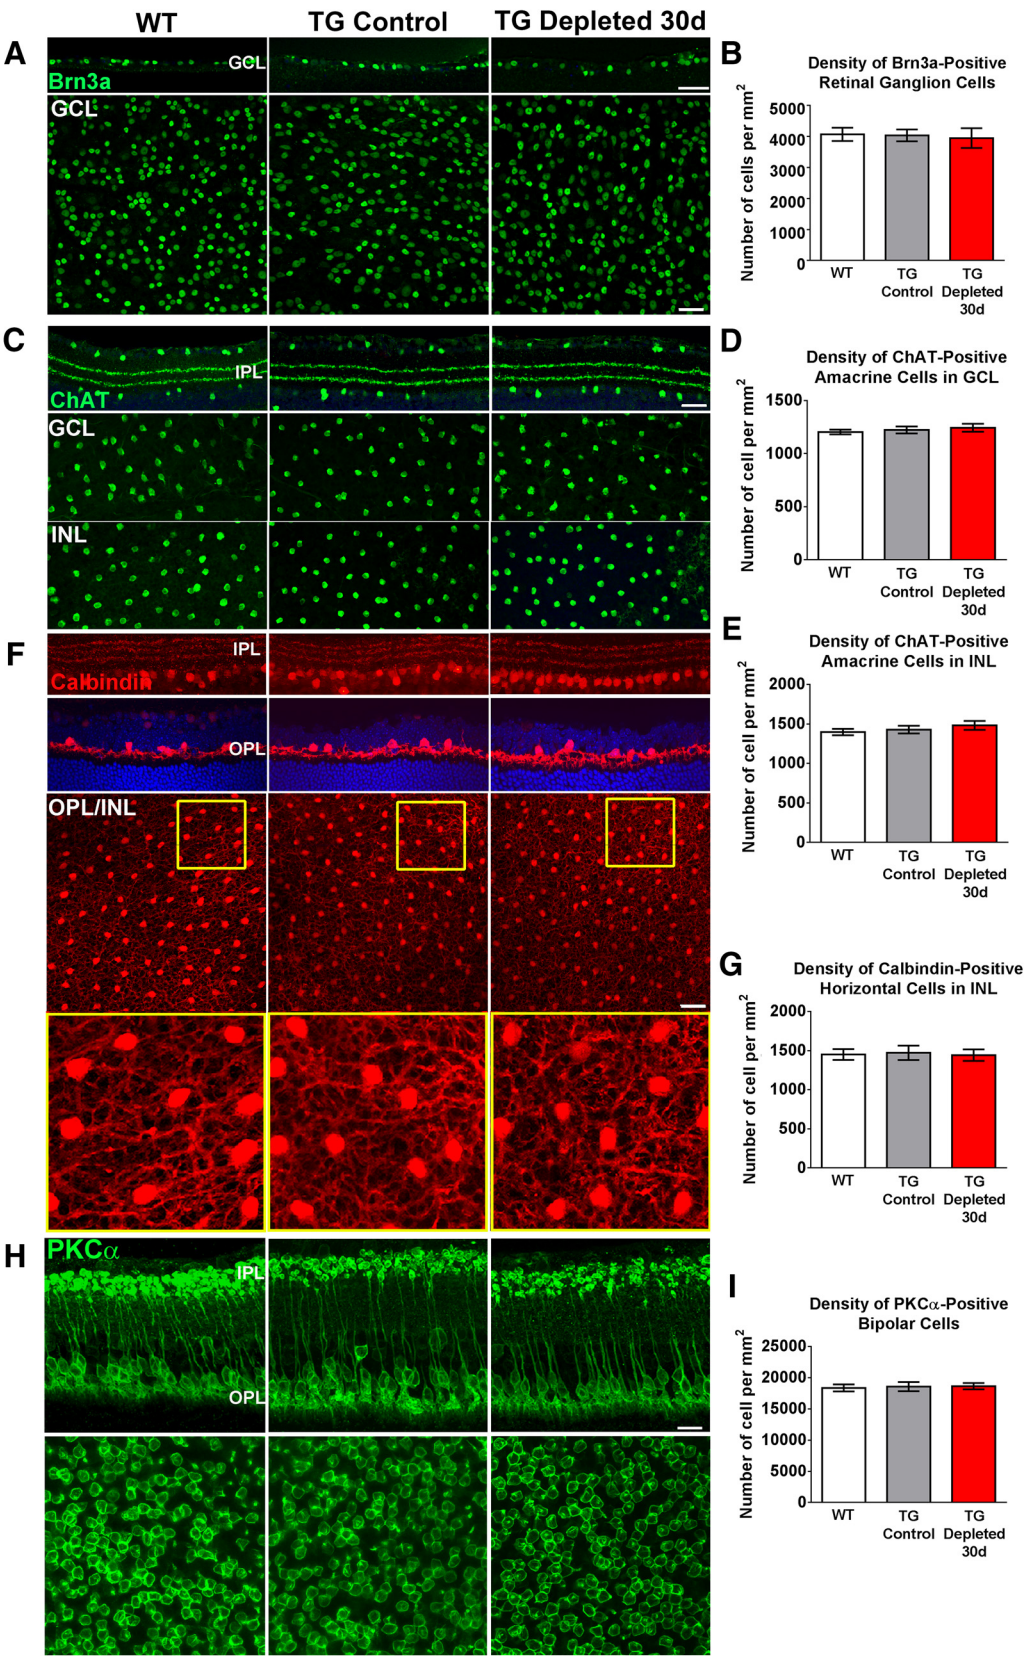 WT
TG Control
TG Depleted 30d
A
GCL
Brn3a
GCL
B
Density of Brn3a-Positive
Retinal Ganglion Cells
Number of cells per mm2
5000
4000
3000
2000
1000
0
WT
TG
Control
TG
Depleted
30d
C
IPL
ChAT
GCL
INL
D
Density of ChAT-Positive
Amacrine Cells in GCL
Number of cell per mm2
1500
1000
500
0
WT
TG
Control
TG
Depleted
30d
E
Density of ChAT-Positive
Amacrine Cells in INL
Number of cell per mm2
2000
1500
1000
500
0
WT
TG
Control
TG
Depleted
30d
F
IPL
Calbindin
OPL
OPL/INL
G
Density of Calbindin-Positive
Horizontal Cells in INL
Number of cell per mm2
2000
1500
1000
500
0
WT
TG
Control
TG
Depleted
30d
H
PKCα
IPL
OPL
I
Density of PKCα-Positive
Bipolar Cells
Number of cell per mm2
25000
20000
15000
10000
5000
0
WT
TG
Control
TG
Depleted
30d